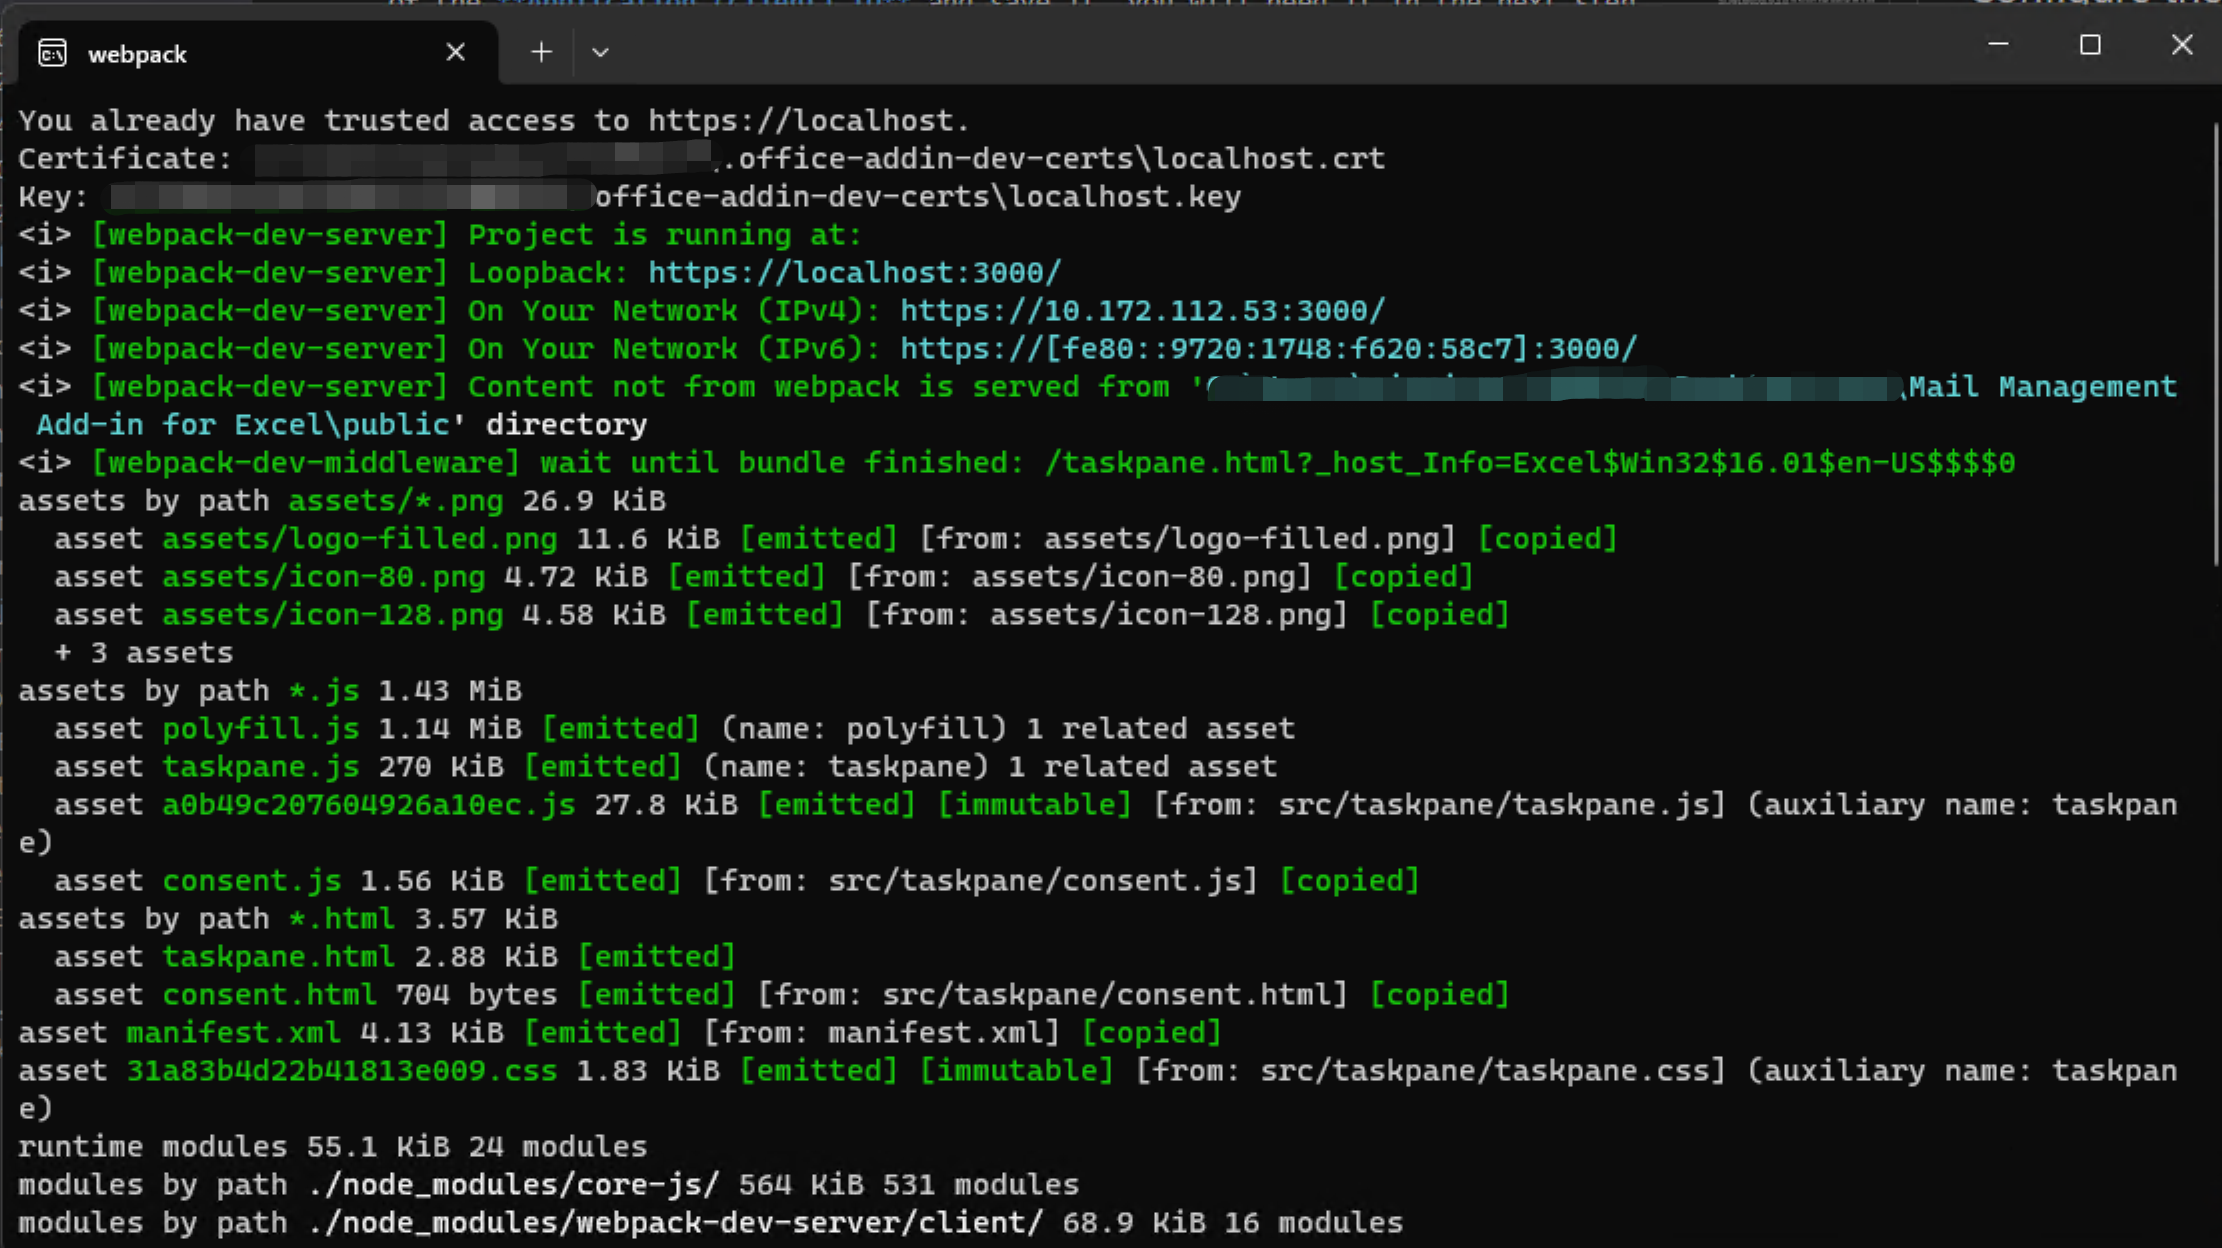 webpack
You already have trusted access to https://localhost.
Certificate: .office-addin-dev-certs\localhost.crt
Key: office-addin-dev-certs\localhost.key
<i> [webpack-dev-server] Project is running at:
<i> [webpack-dev-server] Loopback: https://localhost:3000/
<i> [webpack-dev-server] On Your Network (IPv4): https://10.172.112.53:3000/
<i> [webpack-dev-server] On Your Network (IPv6): https://[fe80::9720:1748:f620:58c7]:3000/
<i> [webpack-dev-server] Content not from webpack is served from '\Mail Management
Add-in for Excel\public' directory
<i> [webpack-dev-middleware] wait until bundle finished: /taskpane.html?_host_Info=Excel$Win32$16.01$en-US$$$$0
assets by path assets/*.png 26.9 KiB
asset assets/logo-filled.png 11.6 KiB [emitted] [from: assets/logo-filled.png] [copied]
asset assets/icon-80.png 4.72 KiB [emitted] [from: assets/icon-80.png] [copied]
asset assets/icon-128.png 4.58 KiB [emitted] [from: assets/icon-128.png] [copied]
+ 3 assets
assets by path *.js 1.43 MiB
asset polyfill.js 1.14 MiB [emitted] (name: polyfill) 1 related asset
asset taskpane.js 270 KiB [emitted] (name: taskpane) 1 related asset
asset a0b49c207604926a10ec.js 27.8 KiB [emitted] [immutable] [from: src/taskpane/taskpane.js] (auxiliary name: taskpan
e)
asset consent.js 1.56 KiB [emitted] [from: src/taskpane/consent.js] [copied]
assets by path *.html 3.57 KiB
asset taskpane.html 2.88 KiB [emitted]
asset consent.html 704 bytes [emitted] [from: src/taskpane/consent.html] [copied]
asset manifest.xml 4.13 KiB [emitted] [from: manifest.xml] [copied]
asset 31a83b4d22b41813e009.css 1.83 KiB [emitted] [immutable] [from: src/taskpane/taskpane.css] (auxiliary name: taskpan
e)
runtime modules 55.1 KiB 24 modules
modules by path ./node_modules/core-js/ 564 KiB 531 modules
modules by path ./node_modules/webpack-dev-server/client/ 68.9 KiB 16 modules